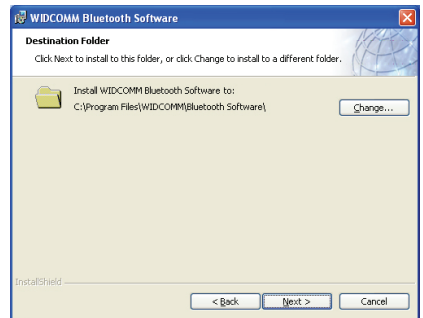 WIDCOMM Bluetooth Software
Destination Folder
Click Next to install to this folder, or click Change to install to a different folder.
Install WIDCOMM Bluetooth Software to:
C:\Program Files\WIDCOMM\Bluetooth Software\
Change...
InstallShield
< Back
Next >
Cancel